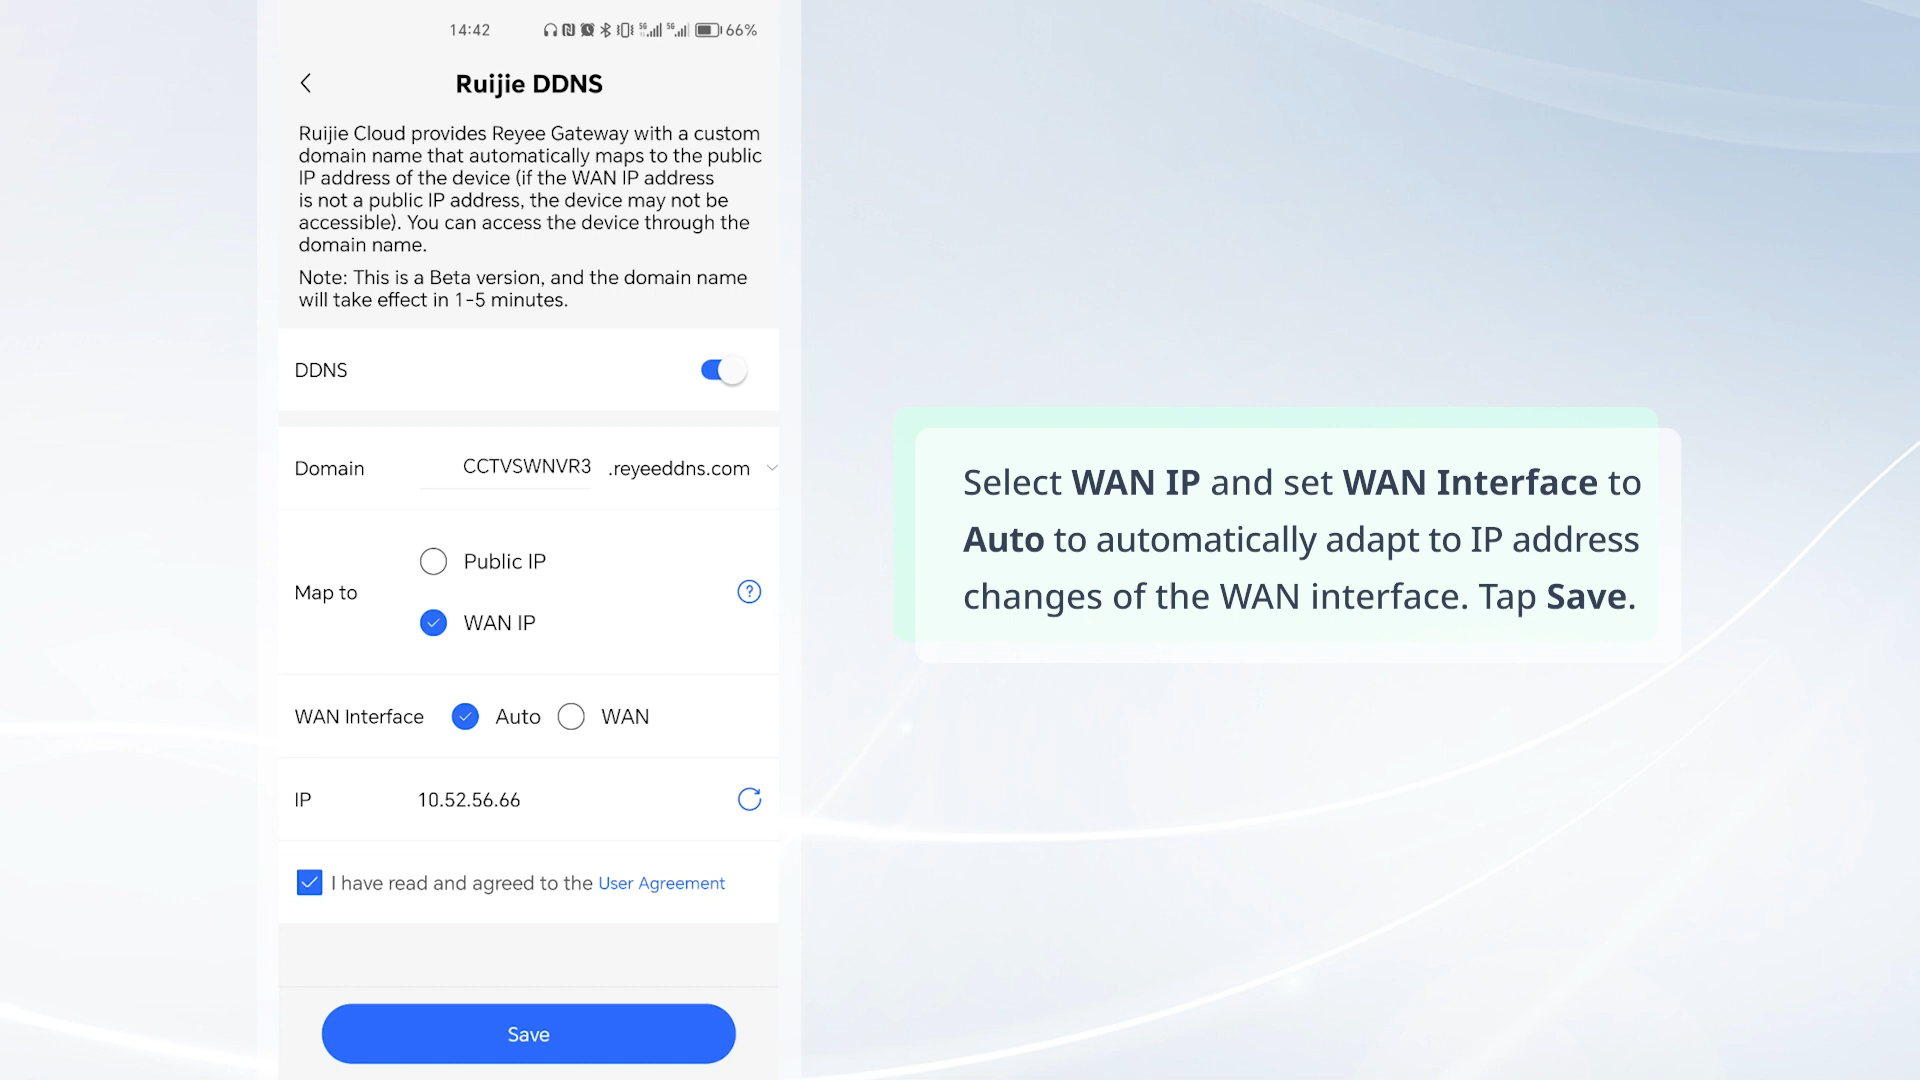 14:42
5G 5G 66%
Ruijie DDNS
Ruijie Cloud provides Reyee Gateway with a custom
domain name that automatically maps to the public
IP address of the device (if the WAN IP address
is not a public IP address, the device may not be
accessible). You can access the device through the
domain name.
Note: This is a Beta version, and the domain name
will take effect in 1-5 minutes.
DDNS
Domain CCTVSWNVR3 .reyeeddns.com
Public IP
Map to
WAN IP
WAN Interface Auto WAN
IP 10.52.56.66
I have read and agreed to the User Agreement
Save
Select WAN IP and set WAN Interface to
Auto to automatically adapt to IP address
changes of the WAN interface. Tap Save.